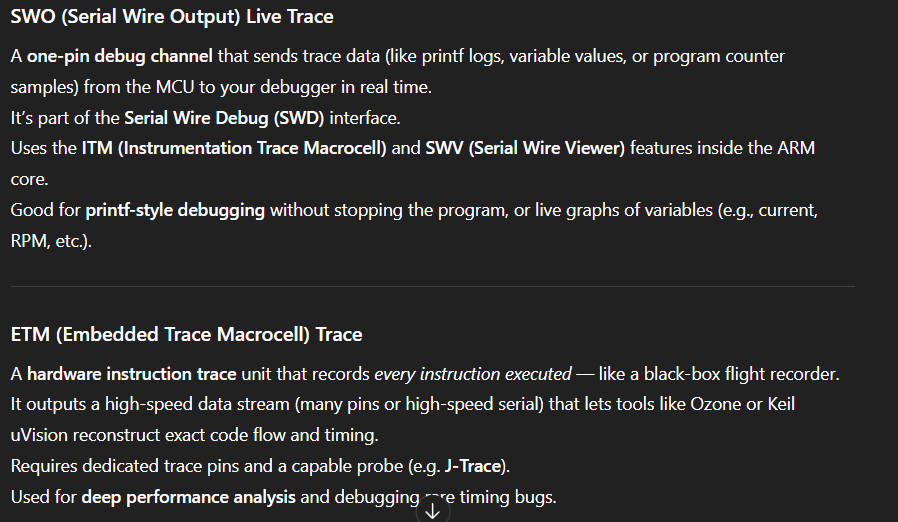 SWO (Serial Wire Output) Live Trace
A one-pin debug channel that sends trace data (like printf logs, variable values, or program counter
samples) from the MCU to your debugger in real time.
It's part of the Serial Wire Debug (SWD) interface.
Uses the ITM (Instrumentation Trace Macrocell) and SWV (Serial Wire Viewer) features inside the ARM
core.
Good for printf-style debugging without stopping the program, or live graphs of variables (e.g., current,
RPM, etc.).
ETM (Embedded Trace Macrocell) Trace
A hardware instruction trace unit that records every instruction executed — like a black-box flight recorder.
It outputs a high-speed data stream (many pins or high-speed serial) that lets tools like Ozone or Keil
uVision reconstruct exact code flow and timing.
Requires dedicated trace pins and a capable probe (e.g. J-Trace).
Used for deep performance analysis and debugging rare timing bugs.